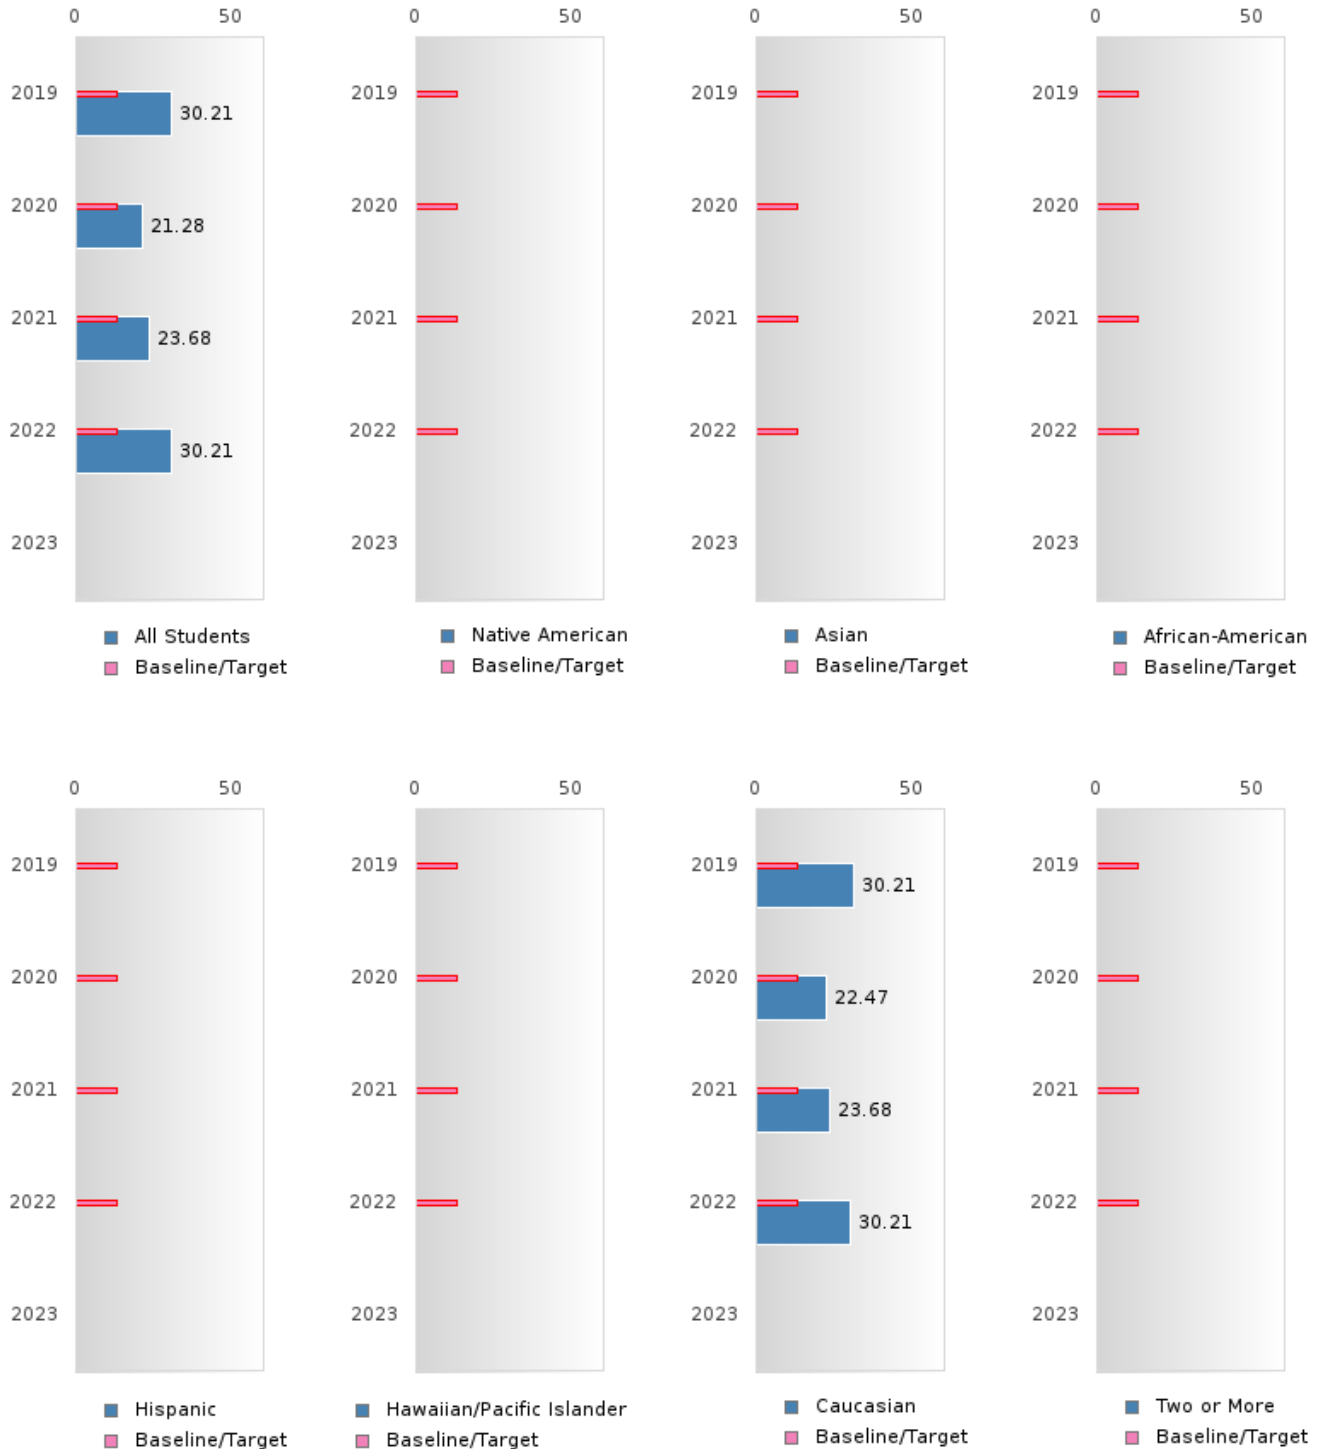 0 50 0 50 0 50 0 50
2019 30.21 2019 2019 2019
2020 21.28 2020 2020 2020
2021 23.68 2021 2021 2021
2022 30.21 2022 2022 2022
2023 2023 2023 2023
All Students Native American Asian African-American
Baseline/Target Baseline/Target Baseline/Target Baseline/Target
0 50 0 50 0 50 0 50
2019 2019 2019 30.21 2019
2020 2020 2020 22.47 2020
2021 2021 2021 23.68 2021
2022 2022 2022 30.21 2022
2023 2023 2023 2023
Hispanic Hawaiian/Pacific Islander Caucasian Two or More
Baseline/Target Baseline/Target Baseline/Target Baseline/Target